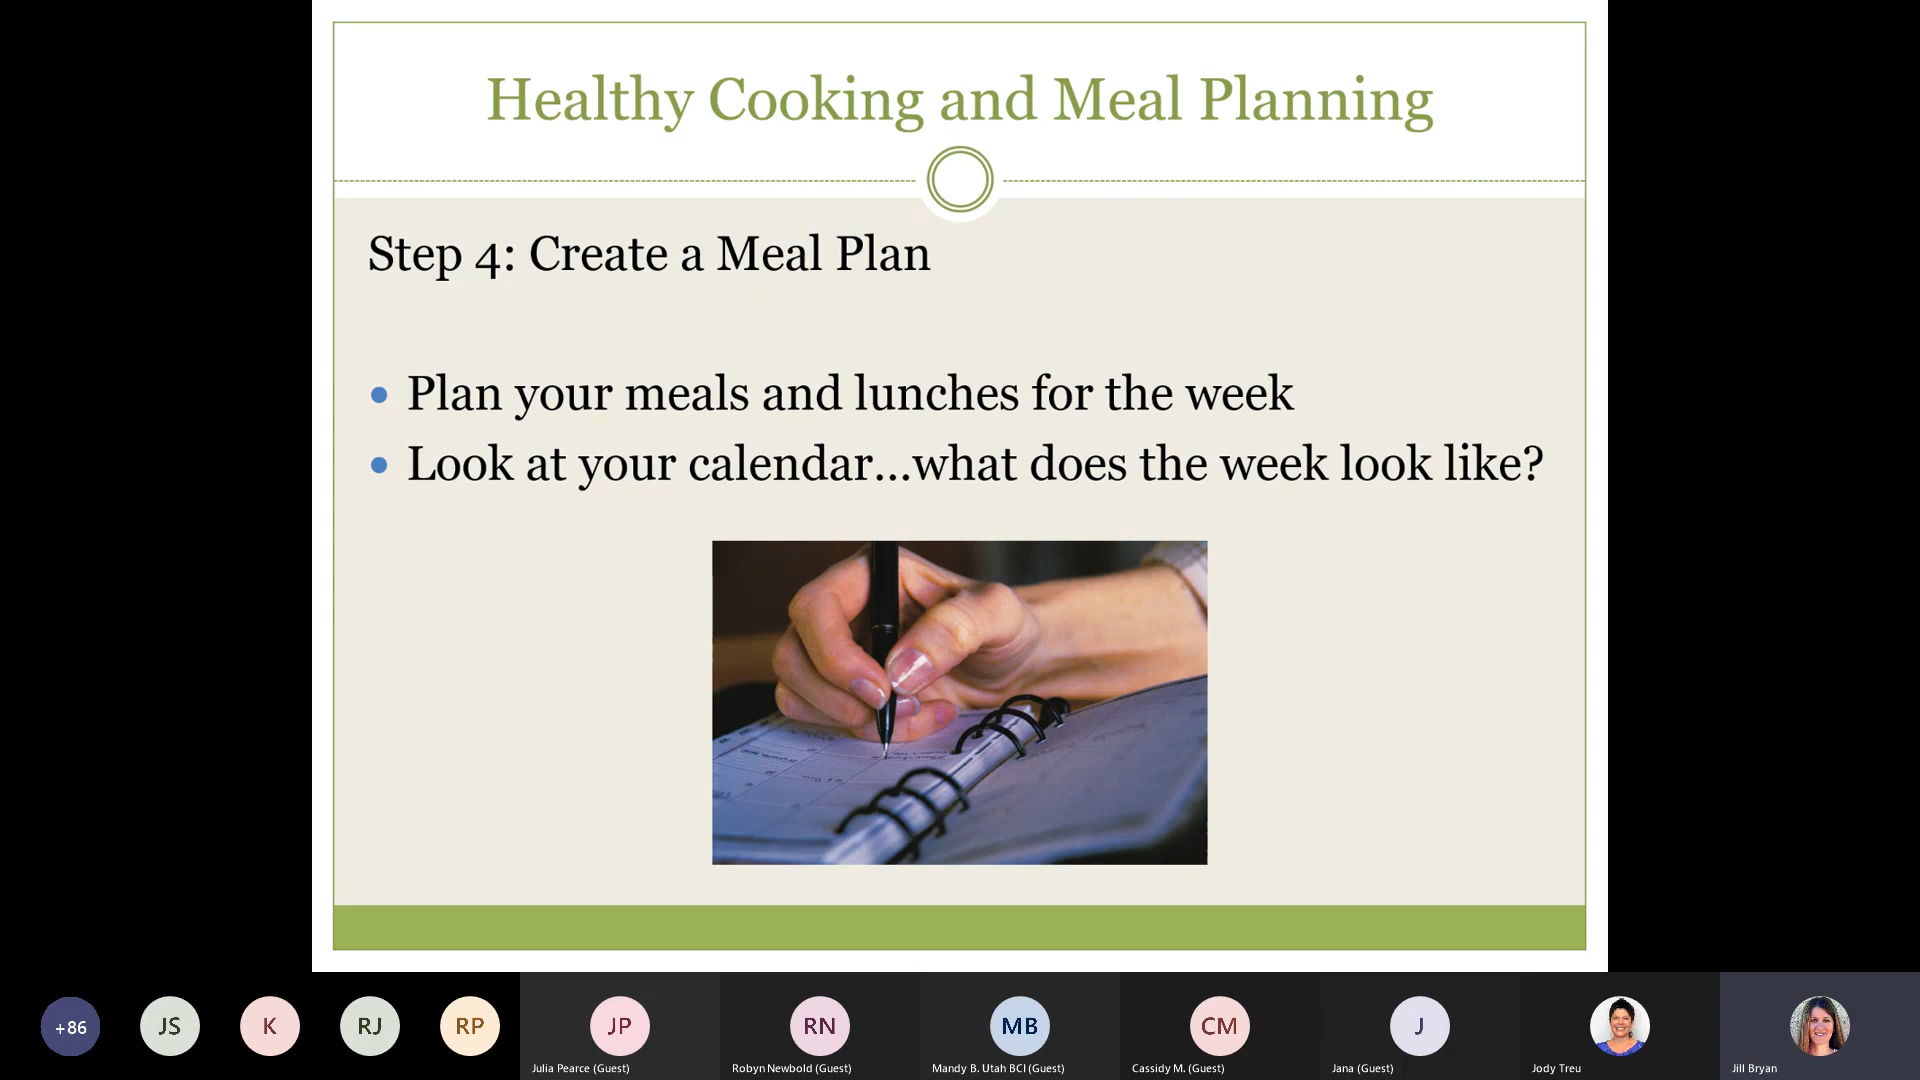 Healthy Cooking and Meal Planning
Step 4: Create a Meal Plan
Plan your meals and lunches for the week
Look at your calendar...what does the week look like?
+86
JS
K
RJ
RP
JP
RN
MB
CM
J
Julia Pearce (Guest)
Robyn Newbold (Guest)
Mandy B. Utah BCI (Guest)
Cassidy M. (Guest)
Jana (Guest)
Jody Treu
Jill Bryan